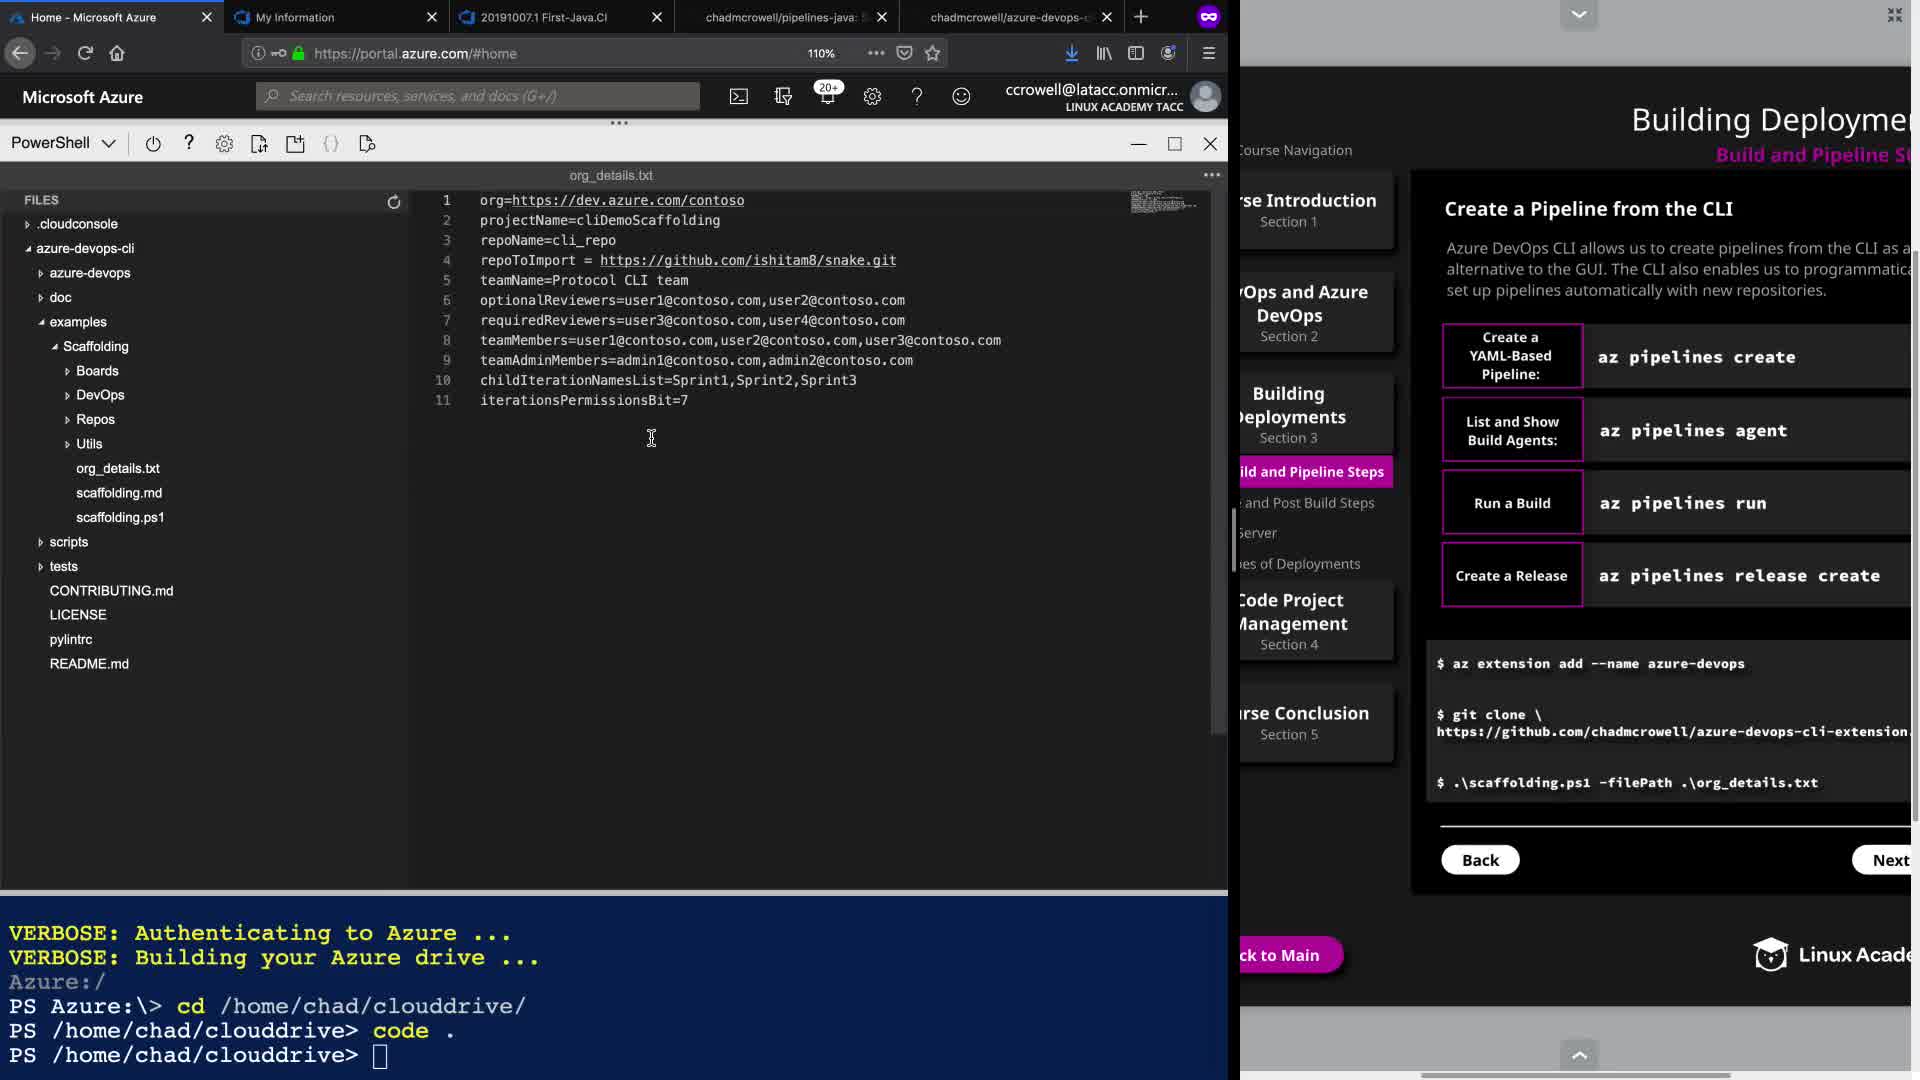 Home - Microsoft Azure
My Information
20191007.1 First-Java.CI
chadmcrowell/pipelines-java:
chadmcrowell/azure-devops-c
https://portal.azure.com/#home
110%
Microsoft Azure
Search resources, services, and docs (G+/)
20+
ccrowell@latacc.onmicr...
LINUX ACADEMY TACC
PowerShell
org_details.txt
FILES
.cloudconsole
azure-devops-cli
azure-devops
doc
examples
Scaffolding
Boards
DevOps
Repos
Utils
org_details.txt
scaffolding.md
scaffolding.ps1
scripts
tests
CONTRIBUTING.md
LICENSE
pylintrc
README.md
1 org=https://dev.azure.com/contoso
2 projectName=cliDemoScaffolding
3 repoName=cli_repo
4 repoToImport = https://github.com/ishitam8/snake.git
5 teamName=Protocol CLI team
6 optionalReviewers=user1@contoso.com,user2@contoso.com
7 requiredReviewers=user3@contoso.com,user4@contoso.com
8 teamMembers=user1@contoso.com,user2@contoso.com,user3@contoso.com
9 teamAdminMembers=admin1@contoso.com,admin2@contoso.com
10 childIterationNamesList=Sprint1,Sprint2,Sprint3
11 iterationsPermissionsBit=7
VERBOSE: Authenticating to Azure ...
VERBOSE: Building your Azure drive ...
Azure:/
PS Azure:\> cd /home/chad/clouddrive/
PS /home/chad/clouddrive> code .
PS /home/chad/clouddrive>
Building Deployme
Build and Pipeline S
Course Navigation
rse Introduction
Section 1
vOps and Azure
DevOps
Section 2
Building
Deployments
Section 3
ild and Pipeline Steps
and Post Build Steps
Server
es of Deployments
Code Project
Management
Section 4
urse Conclusion
Section 5
ck to Main
Create a Pipeline from the CLI
Azure DevOps CLI allows us to create pipelines from the CLI as a
alternative to the GUI. The CLI also enables us to programmatica
set up pipelines automatically with new repositories.
Create a
YAML-Based
Pipeline:
az pipelines create
List and Show
Build Agents:
az pipelines agent
Run a Build
az pipelines run
Create a Release
az pipelines release create
$ az extension add --name azure-devops
$ git clone \
https://github.com/chadmcrowell/azure-devops-cli-extension.
$ .\scaffolding.ps1 -filePath .\org_details.txt
Back
Next
Linux Acade